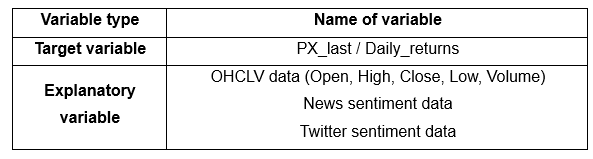 Variable type Name of variable
Target variable PX_last / Daily_returns
Explanatory variable OHCLV data (Open, High, Close, Low, Volume)
News sentiment data
Twitter sentiment data